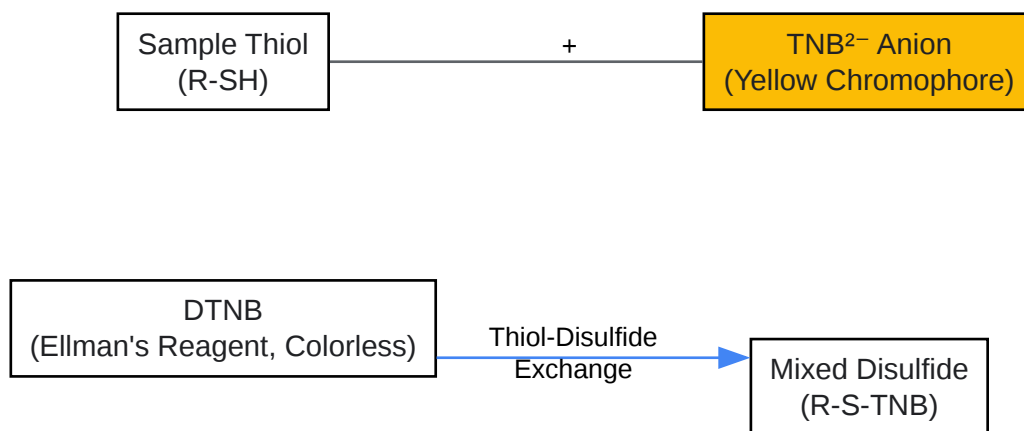 Sample Thiol
(R-SH)
+
TNB²⁻ Anion
(Yellow Chromophore)
DTNB
(Ellman's Reagent, Colorless)
Thiol-Disulfide
Exchange
Mixed Disulfide
(R-S-TNB)